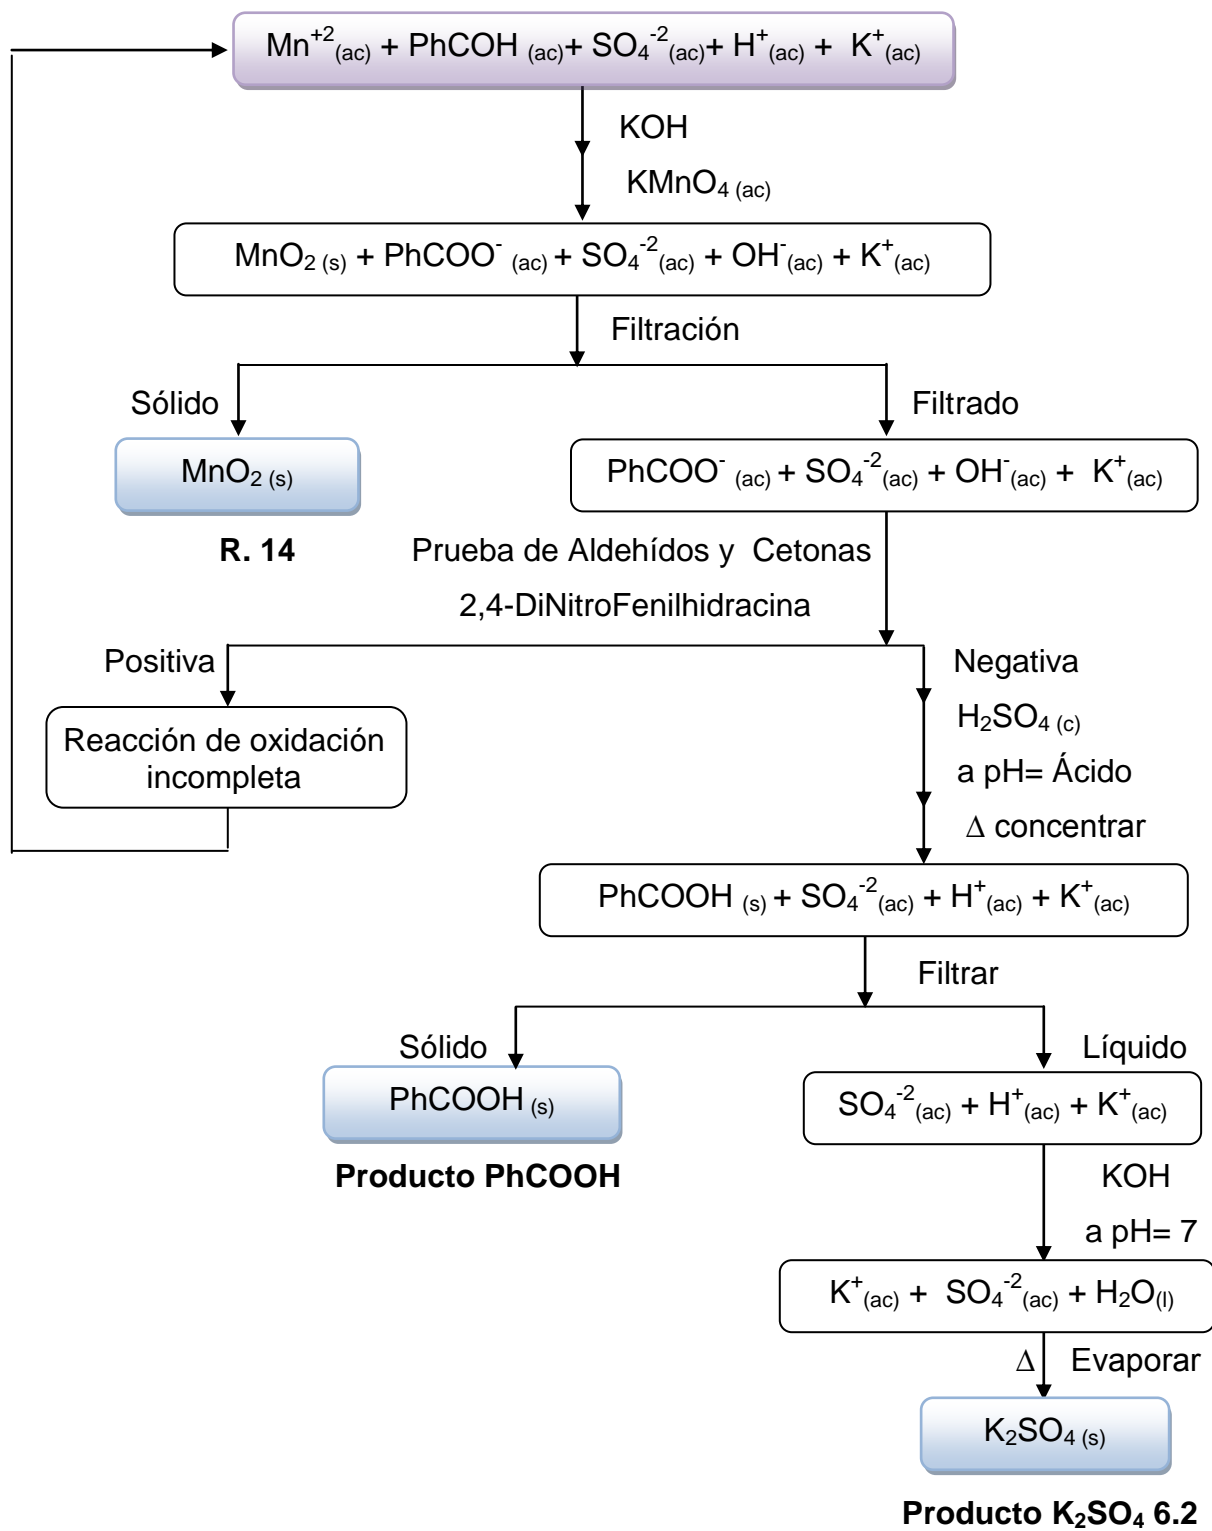 Mn⁺²(ac) + PhCOH (ac)+ SO₄⁻²(ac)+ H⁺(ac) + K⁺(ac)
KOH
KMnO₄ (ac)
MnO₂ (s) + PhCOO⁻ (ac) + SO₄⁻²(ac) + OH⁻(ac) + K⁺(ac)
Filtración
Sólido
Filtrado
MnO₂ (s)
PhCOO⁻ (ac) + SO₄⁻²(ac) + OH⁻(ac) + K⁺(ac)
R. 14
Prueba de Aldehídos y Cetonas
2,4-DiNitroFenilhidracina
Positiva
Negativa
Reacción de oxidación
incompleta
H₂SO₄ (c)
a pH= Ácido
Δ concentrar
PhCOOH (s) + SO₄⁻²(ac) + H⁺(ac) + K⁺(ac)
Filtrar
Sólido
Líquido
PhCOOH (s)
SO₄⁻²(ac) + H⁺(ac) + K⁺(ac)
Producto PhCOOH
KOH
a pH= 7
K⁺(ac) + SO₄⁻²(ac) + H₂O(l)
Δ Evaporar
K₂SO₄ (s)
Producto K₂SO₄ 6.2